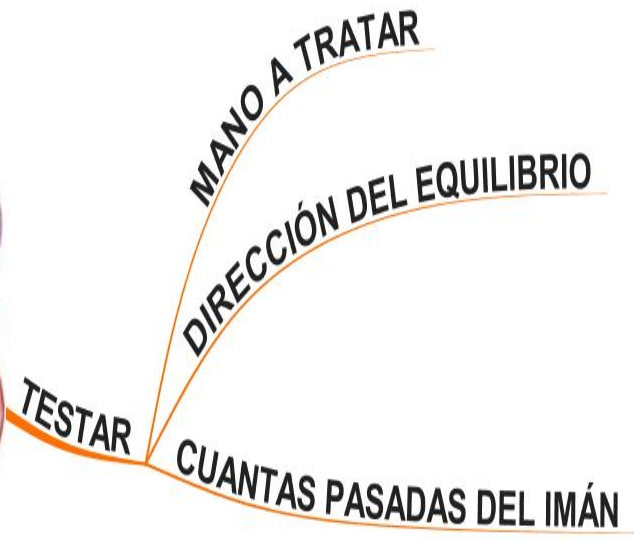 TESTAR
MANO A TRATAR
DIRECCIÓN DEL EQUILIBRIO
CUANTAS PASADAS DEL IMÁN